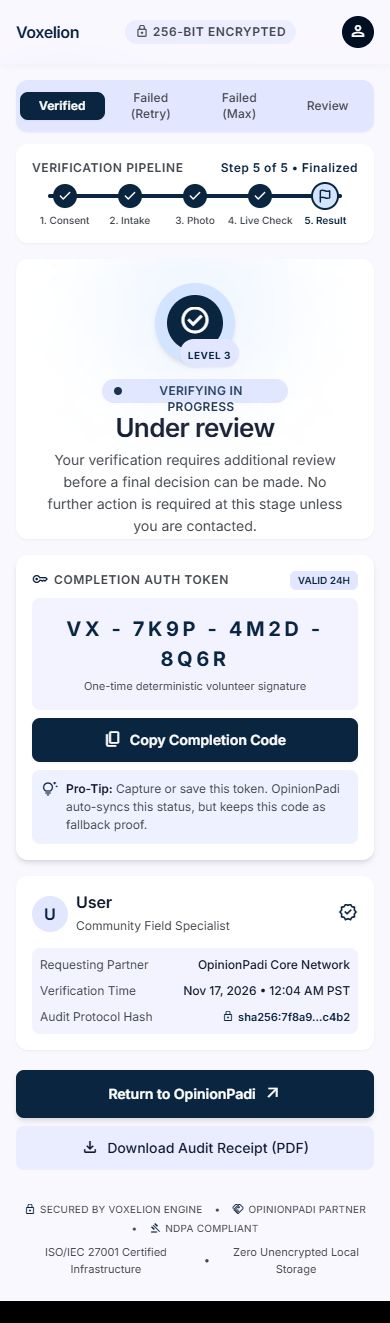 Voxelion
256-BIT ENCRYPTED
Verified
Failed
(Retry)
Failed
(Max)
Review
VERIFICATION PIPELINE
Step 5 of 5 • Finalized
1. Consent
2. Intake
3. Photo
4. Live Check
5. Result
LEVEL 3
VERIFYING IN
PROGRESS
Under review
Your verification requires additional review
before a final decision can be made. No
further action is required at this stage unless
you are contacted.
COMPLETION AUTH TOKEN
VALID 24H
VX - 7K9P - 4M2D -
8Q6R
One-time deterministic volunteer signature
Copy Completion Code
Pro-Tip: Capture or save this token. OpinionPadi
auto-syncs this status, but keeps this code as
fallback proof.
U
User
Community Field Specialist
Requesting Partner
OpinionPadi Core Network
Verification Time
Nov 17, 2026 • 12:04 AM PST
Audit Protocol Hash
sha256:7f8a9...c4b2
Return to OpinionPadi
Download Audit Receipt (PDF)
SECURED BY VOXELION ENGINE • OPINIONPADI PARTNER
• NDPA COMPLIANT
ISO/IEC 27001 Certified
Infrastructure
•
Zero Unencrypted Local
Storage